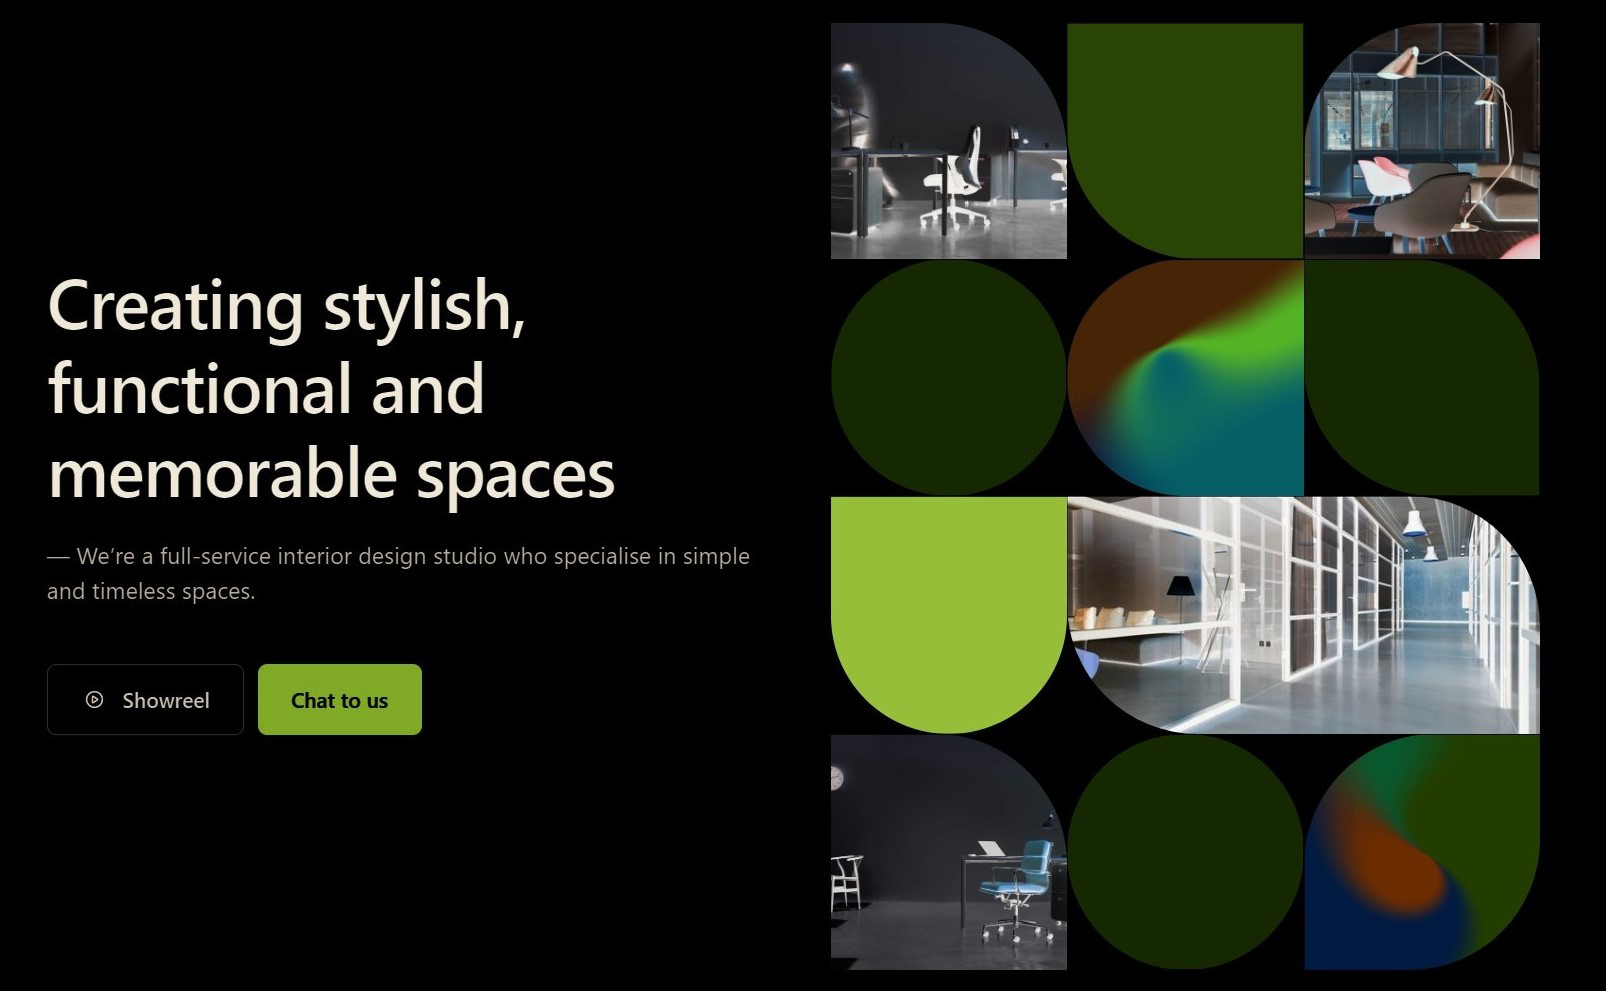 Creating stylish,
functional and
memorable spaces
— We’re a full-service interior design studio who specialise in simple
and timeless spaces.
Showreel
Chat to us